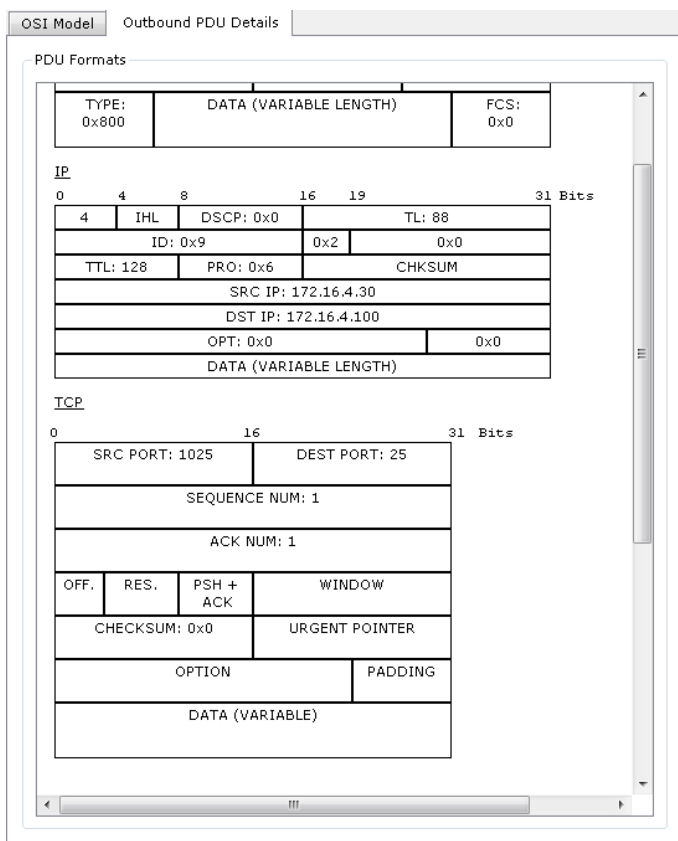 OSI Model Outbound PDU Details
PDU Formats
TYPE: DATA (VARIABLE LENGTH) FCS:
0x800 0x0
IP
0 4 8 16 19 31 Bits
4 IHL DSCP: 0x0 TL: 88
ID: 0x9 0x2 0x0
TTL: 128 PRO: 0x6 CHKSUM
SRC IP: 172.16.4.30
DST IP: 172.16.4.100
OPT: 0x0 0x0
DATA (VARIABLE LENGTH)
TCP
0 16 31 Bits
SRC PORT: 1025 DEST PORT: 25
SEQUENCE NUM: 1
ACK NUM: 1
OFF. RES. PSH + WINDOW
ACK
CHECKSUM: 0x0 URGENT POINTER
OPTION PADDING
DATA (VARIABLE)